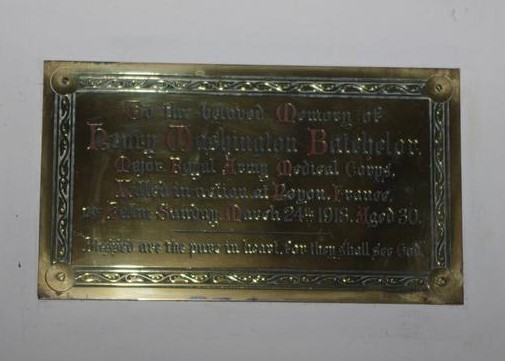 To the beloved Memory of
Henry Washington Batchelor,
Major Royal Army Medical Corps,
Killed in action at Noyon, France,
on Palm Sunday, March 24th 1918. Aged 30.
"Blessed are the pure in heart, for they shall see God."